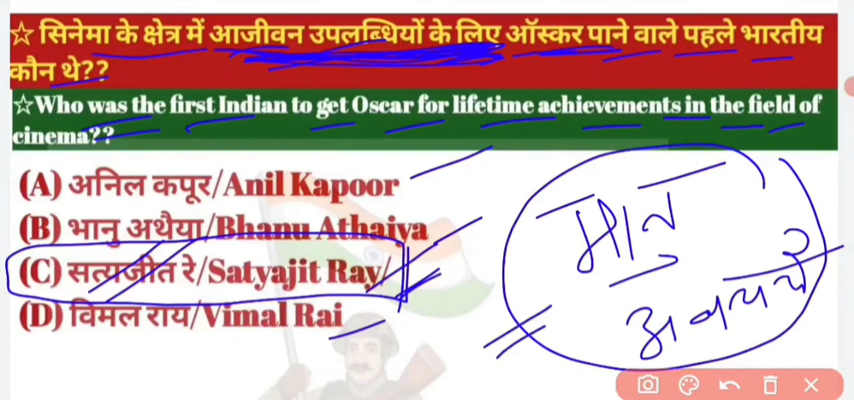 ☆ सिनेमा के क्षेत्र में आजीवन उपलब्धियों के लिए ऑस्कर पाने वाले पहले भारतीय
कौन थे??
☆Who was the first Indian to get Oscar for lifetime achievements in the field of
cinema??
(A) अनिल कपूर/Anil Kapoor
(B) भानु अथैया/Bhanu Athaiya
(C) सत्यजीत रे/Satyajit Ray/
(D) विमल राय/Vimal Rai
भानु